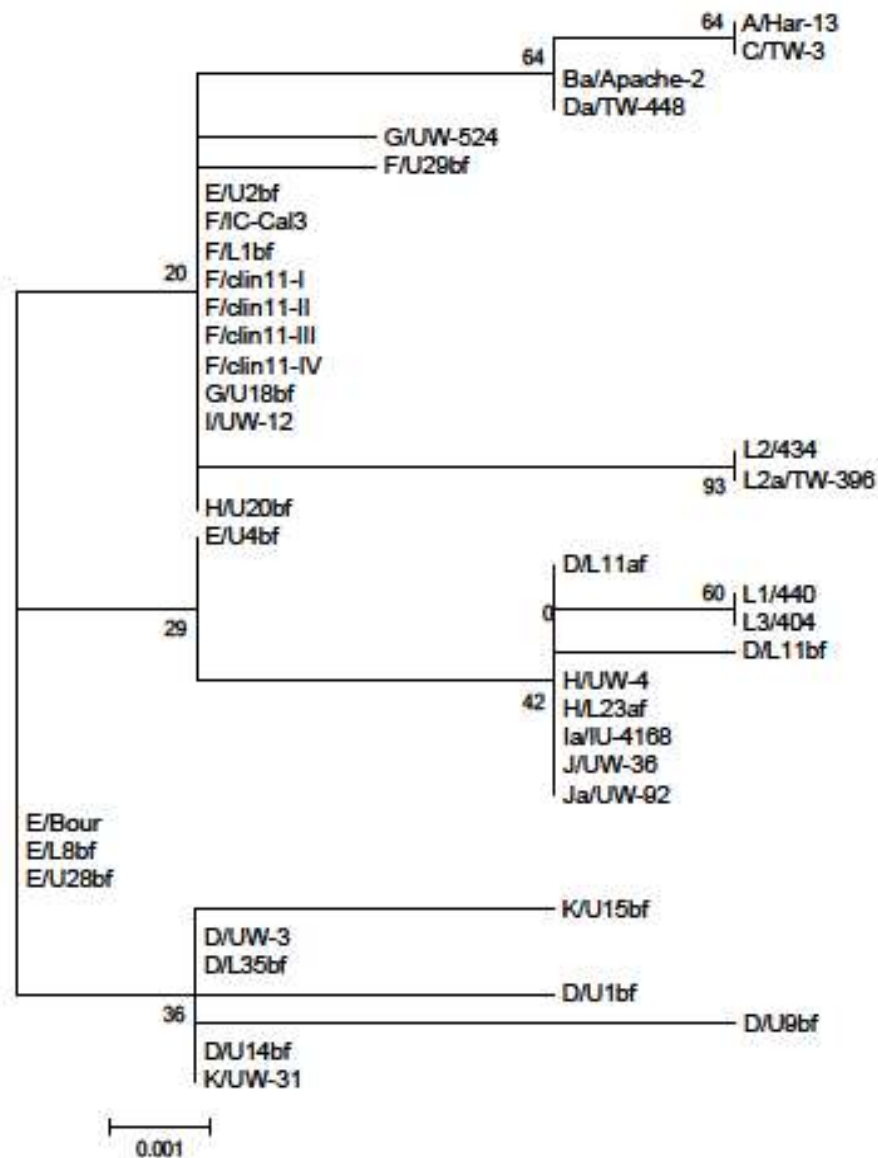 64
A/Har-13
C/TW-3
64
Ba/Apache-2
Da/TW-448
G/UW-524
F/U29bf
E/U2bf
F/IC-Cal3
F/L1bf
20
F/clin11-I
F/clin11-II
F/clin11-III
F/clin11-IV
G/U18bf
I/UW-12
L2/434
93
L2a/TW-396
H/U20bf
E/U4bf
D/L11af
60
L1/440
0
L3/404
29
D/L11bf
H/UW-4
42
H/L23af
Ia/IU-4168
J/UW-36
Ja/UW-92
E/Bour
E/L8bf
E/U28bf
K/U15bf
D/UW-3
D/L35bf
D/U1bf
36
D/U9bf
D/U14bf
K/UW-31
0.001